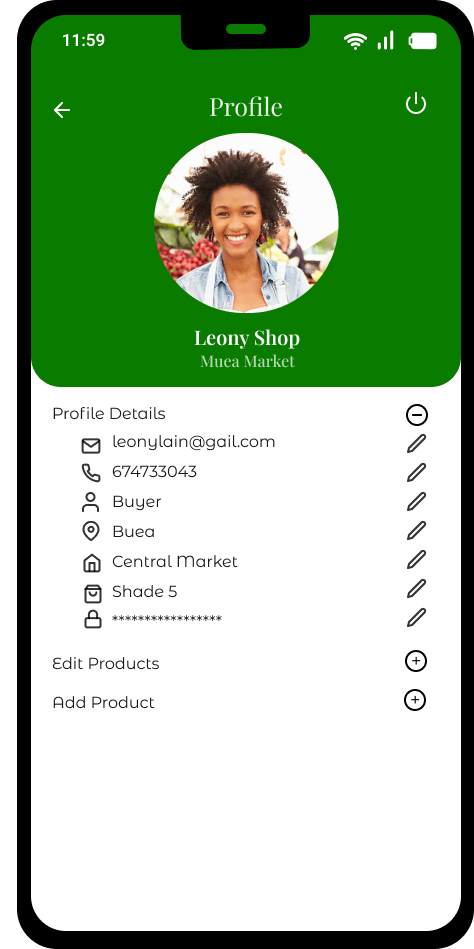 11:59
Profile
Leony Shop
Muea Market
Profile Details
leonylain@gail.com
674733043
Buyer
Buea
Central Market
Shade 5
*****************
Edit Products
Add Product